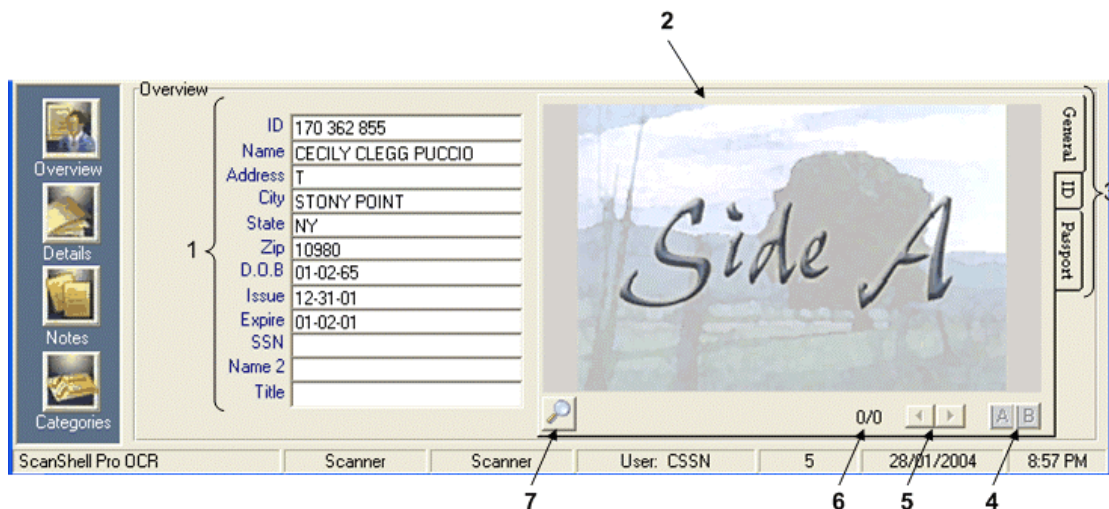 2
Overview
Overview
Details
Notes
Categories
1
ID 170 362 855
Name CECILY CLEGG PUCCIO
Address T
City STONY POINT
State NY
Zip 10980
D.O.B 01-02-65
Issue 12-31-01
Expire 01-02-01
SSN
Name 2
Title
Side A
General
ID
Passport
3
0/0
A B
ScanShell Pro OCR Scanner Scanner User: CSSN 5 28/01/2004 8:57 PM
7 6 5 4